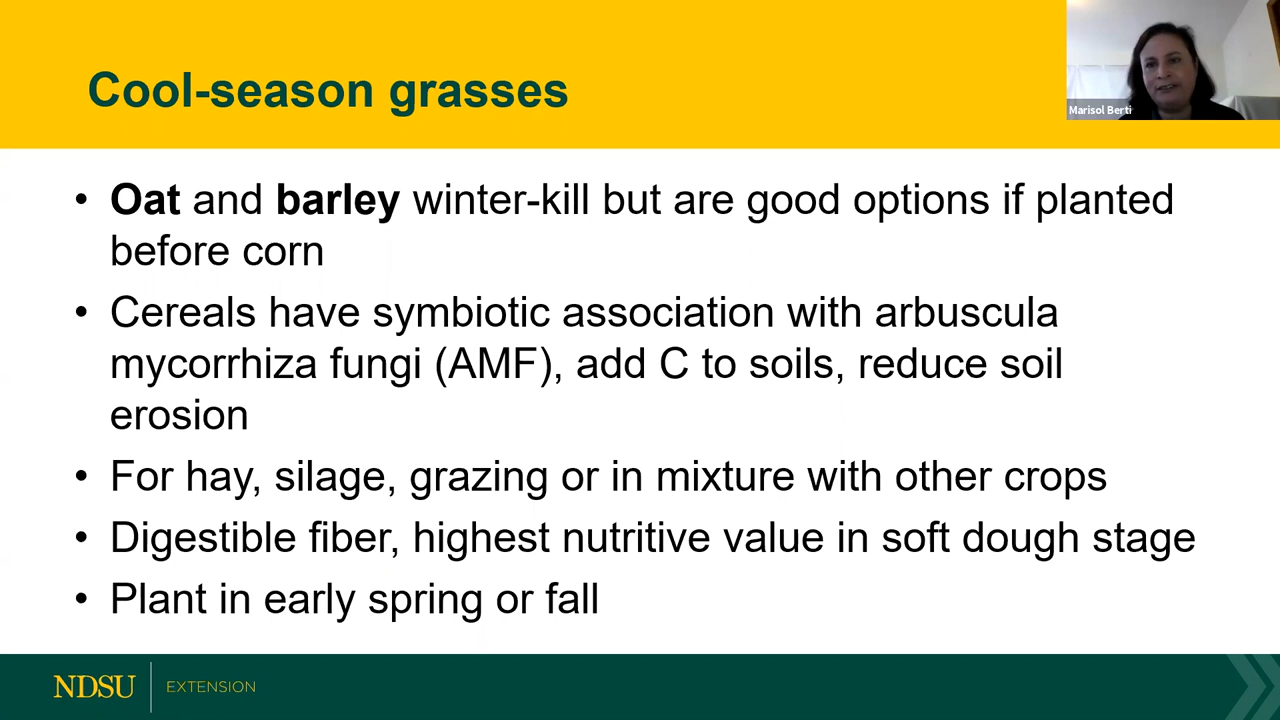 Cool-season grasses
Marisol Berti
• Oat and barley winter-kill but are good options if planted
before corn
• Cereals have symbiotic association with arbuscula
mycorrhiza fungi (AMF), add C to soils, reduce soil
erosion
• For hay, silage, grazing or in mixture with other crops
• Digestible fiber, highest nutritive value in soft dough stage
• Plant in early spring or fall
NDSU EXTENSION